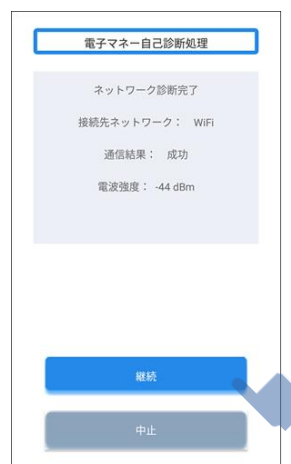 電子マネー自己診断処理
ネットワーク診断完了
接続先ネットワーク： WiFi
通信結果： 成功
電波強度： -44 dBm
継続
中止